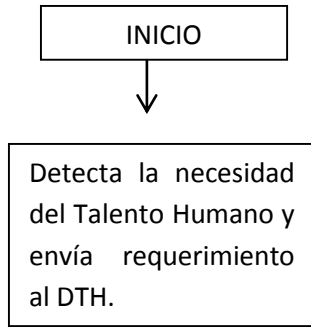 INICIO
Detecta la necesidad
del Talento Humano y
envía requerimiento
al DTH.